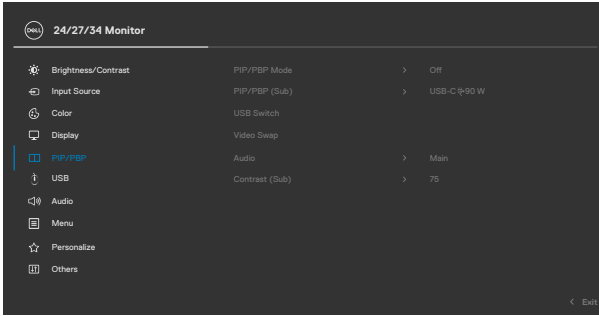 DELL 24/27/34 Monitor
Brightness/Contrast PIP/PBP Mode > Off
Input Source PIP/PBP (Sub) > USB-C 90 W
Color USB Switch
Display Video Swap
PIP/PBP Audio > Main
USB Contrast (Sub) > 75
Audio
Menu
Personalize
Others
< Exit